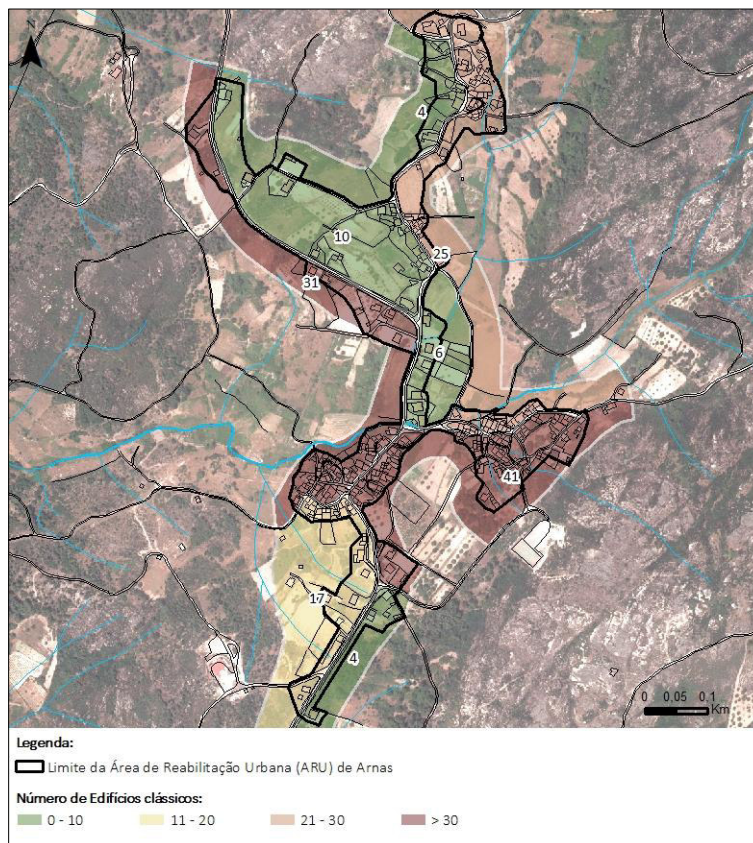 N
4
10
25
31
6
41
17
4
0 0,05 0.1
Km
Legenda:
Limite da Área de Reabilitação Urbana (ARU) de Arnas
Número de Edifícios clássicos:
0 - 10 11 - 20 21 - 30 > 30